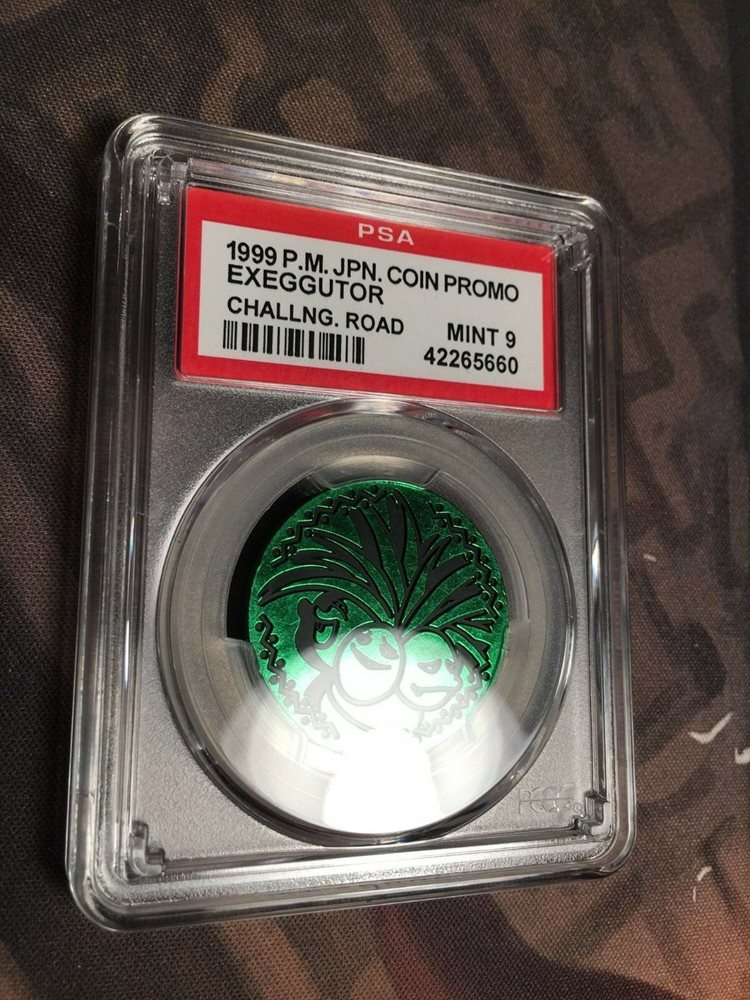 PSA
1999 P.M. JPN. COIN PROMO
EXEGGUTOR
CHALLNG. ROAD MINT 9
42265660